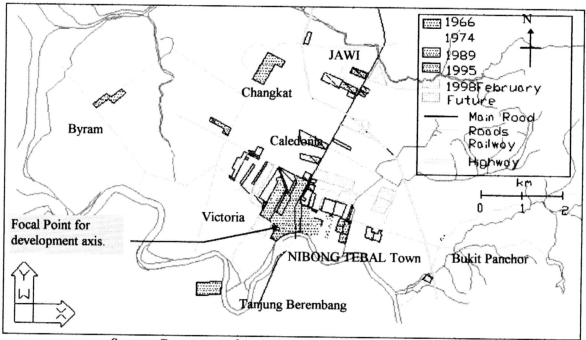 1966
1974
1989
1995
1998February
Future
Main Road
Roads
Railway
Highway
N
km
0 1 2
JAWI
Changkat
Byram
Caledonia
Victoria
Focal Point for
development axis.
NIBONG TEBAL Town
Bukit Panchor
Tanjung Berembang
Y
W
X